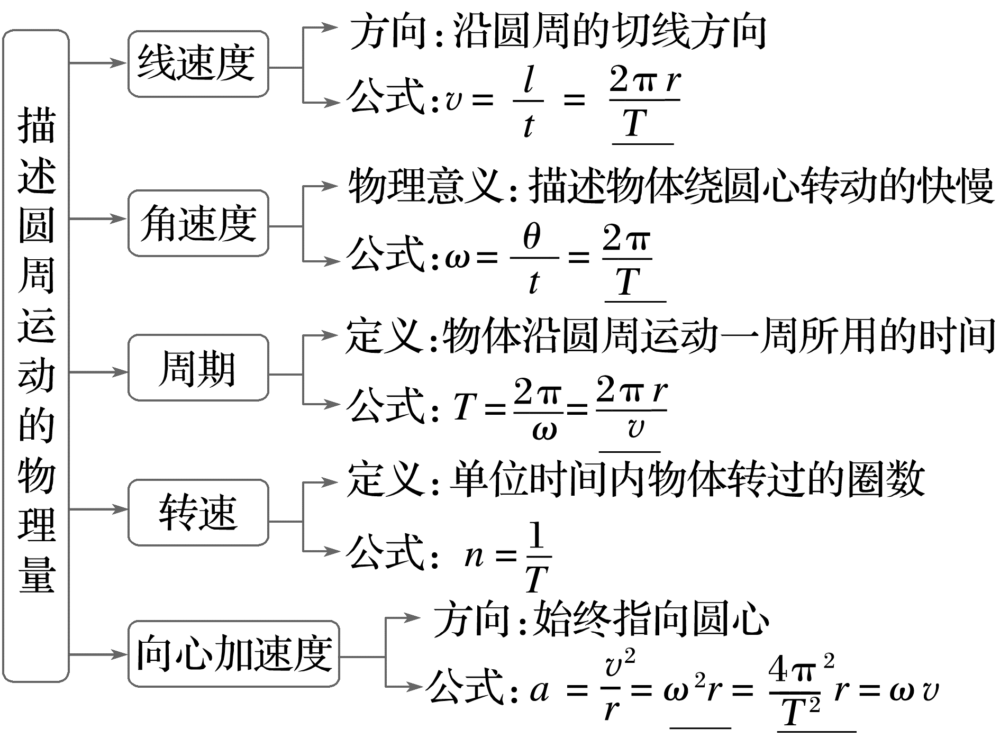 描述圆周运动的物理量
线速度
方向:沿圆周的切线方向
公式:v = l/t = 2πr/T
角速度
物理意义:描述物体绕圆心转动的快慢
公式:ω = θ/t = 2π/T
周期
定义:物体沿圆周运动一周所用的时间
公式:T = 2π/ω = 2πr/v
转速
定义:单位时间内物体转过的圈数
公式:n = 1/T
向心加速度
方向:始终指向圆心
公式:a = v²/r = ω²r = 4π²/T² r = ωv